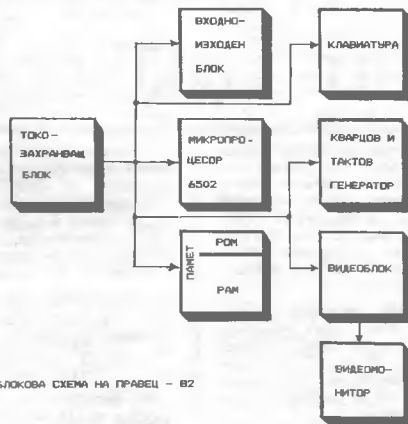 ВХОДНО-
ИЗХОДЕН
БЛОК
КЛАВИАТУРА
ТОКО-
ЗАХРАНВАЩ
БЛОК
МИКРОПРО-
ЦЕСОР
6502
КВАРЦОВ И
ТАКТОВ
ГЕНЕРАТОР
ПАМЕТ
РОМ
РАМ
ВИДЕОБЛОК
ВИДЕОМО-
НИТОР
БЛОКОВА СХЕМА НА ПРАВЕЦ - 82